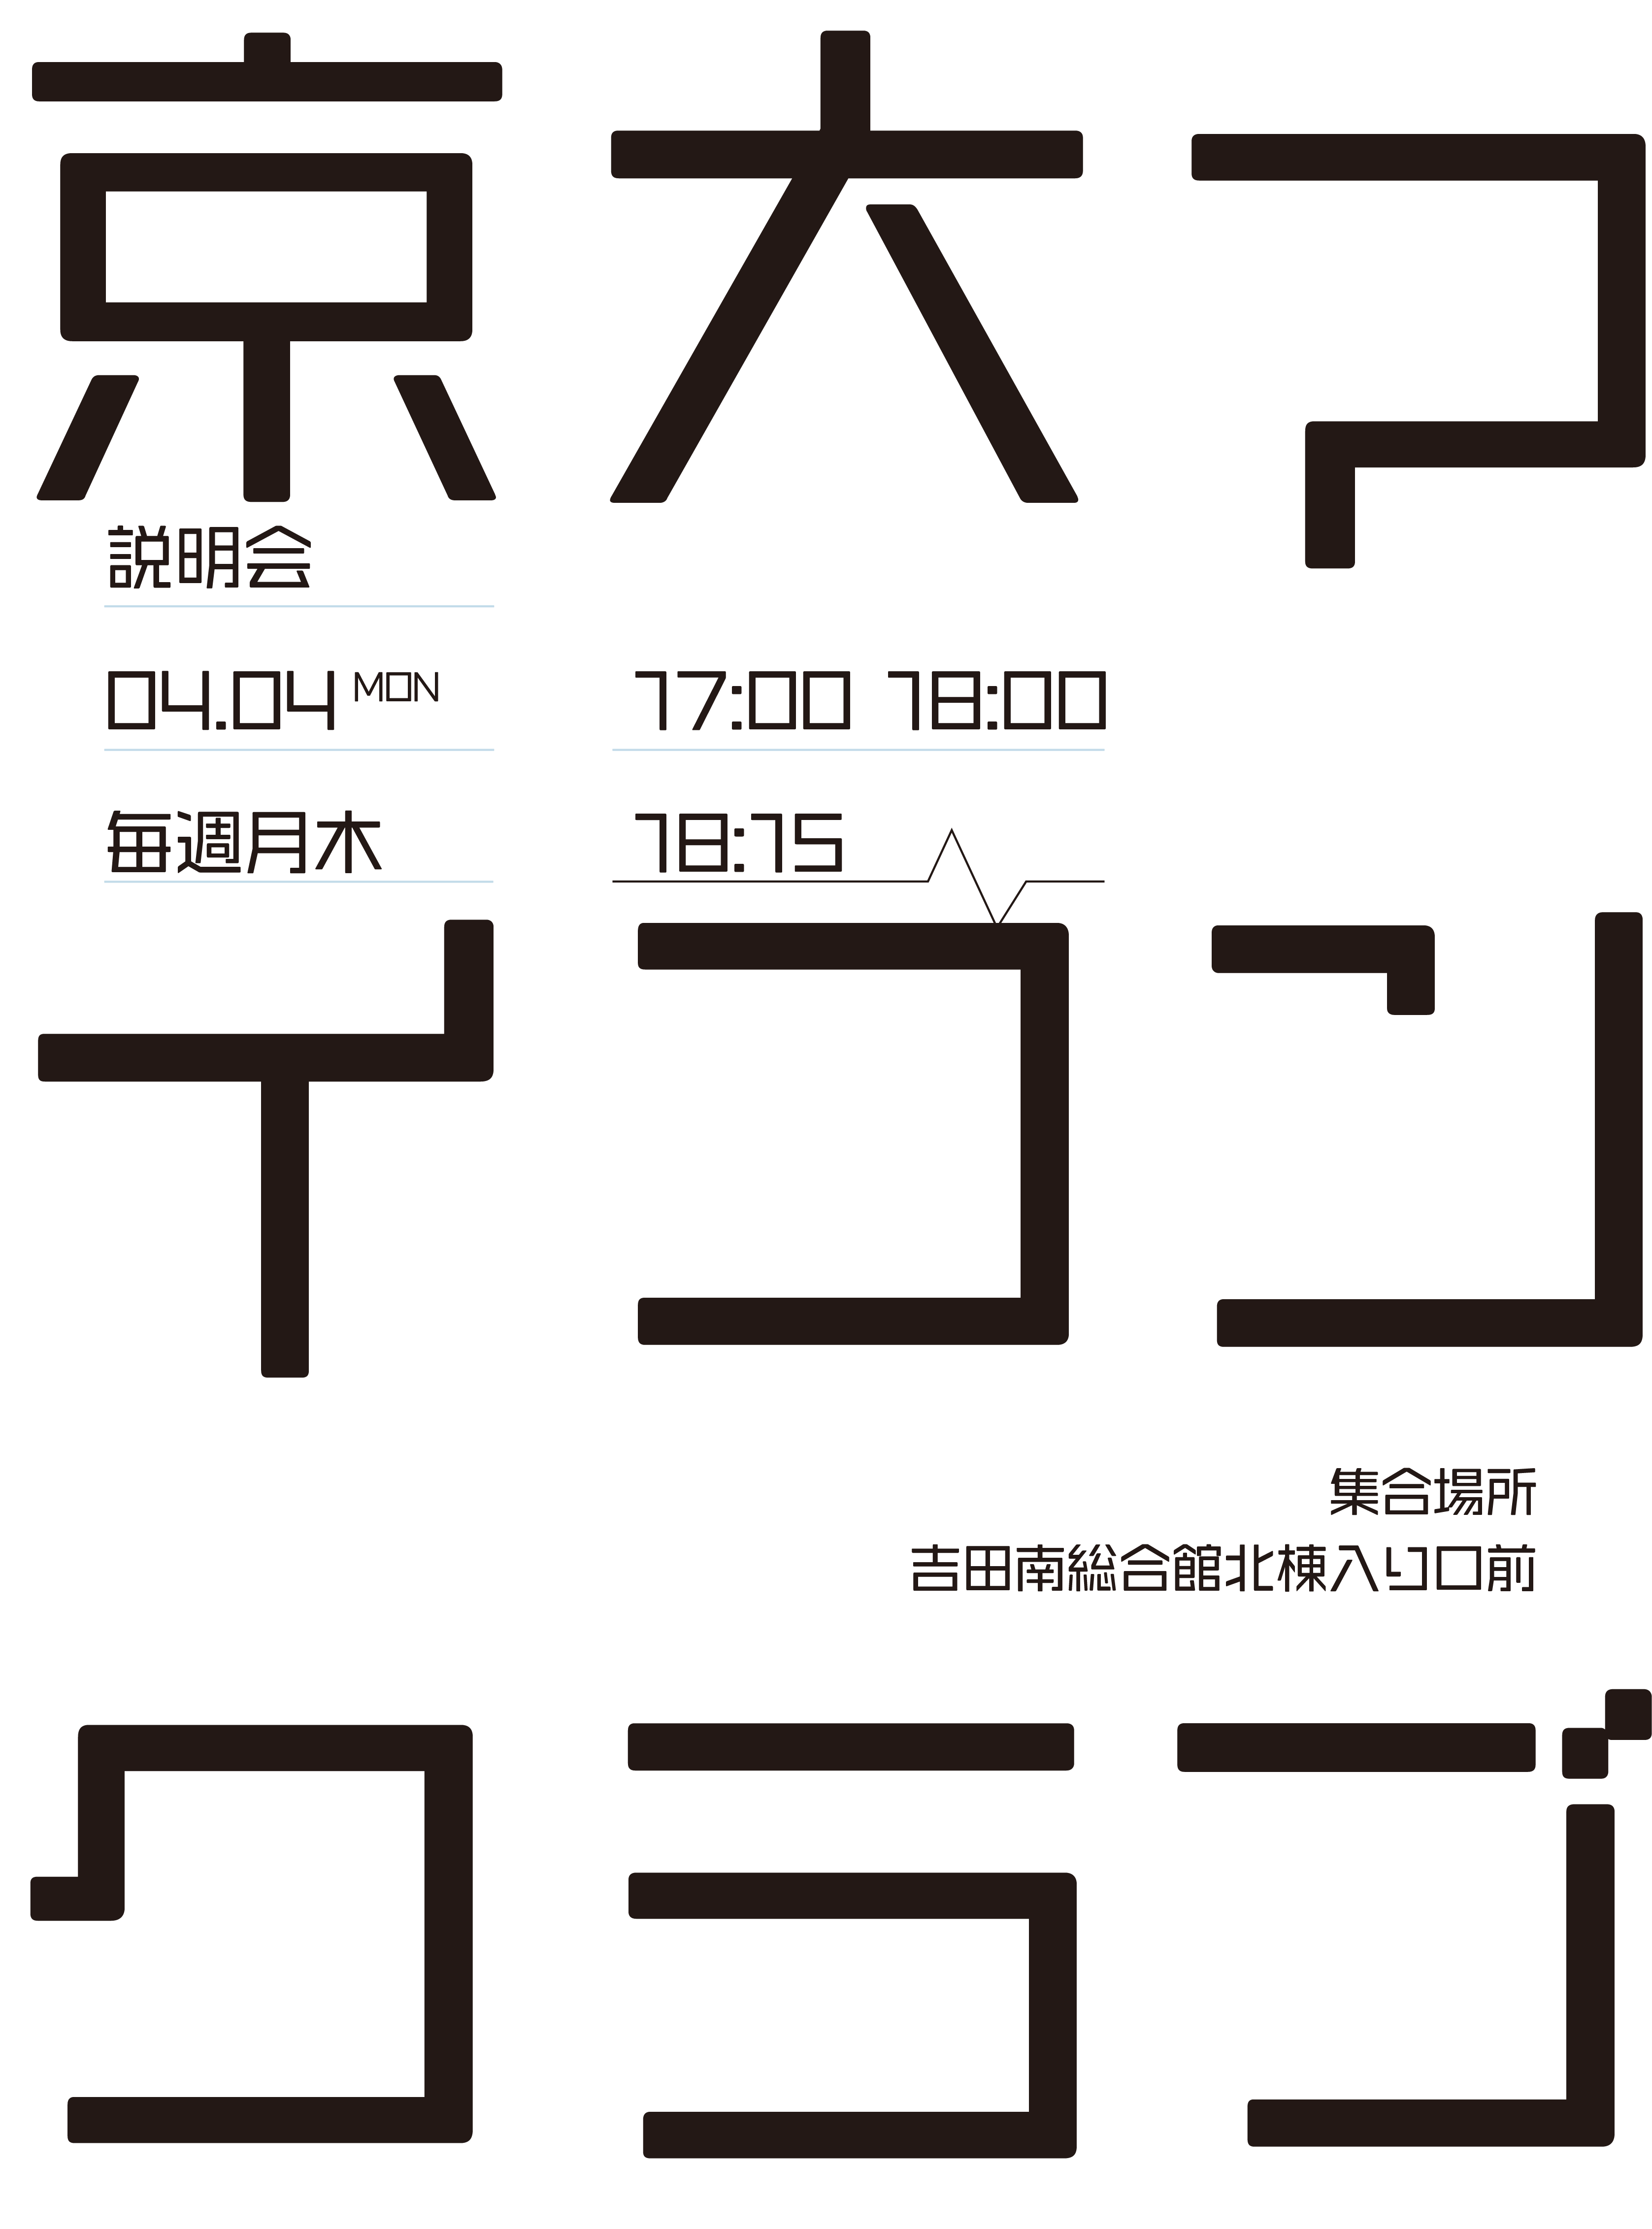 京大マ
説明会
04.04 MON 17:00 18:00
毎週月木 18:15
イコン
集合場所
吉田南総合館北棟入り口前
クラブ